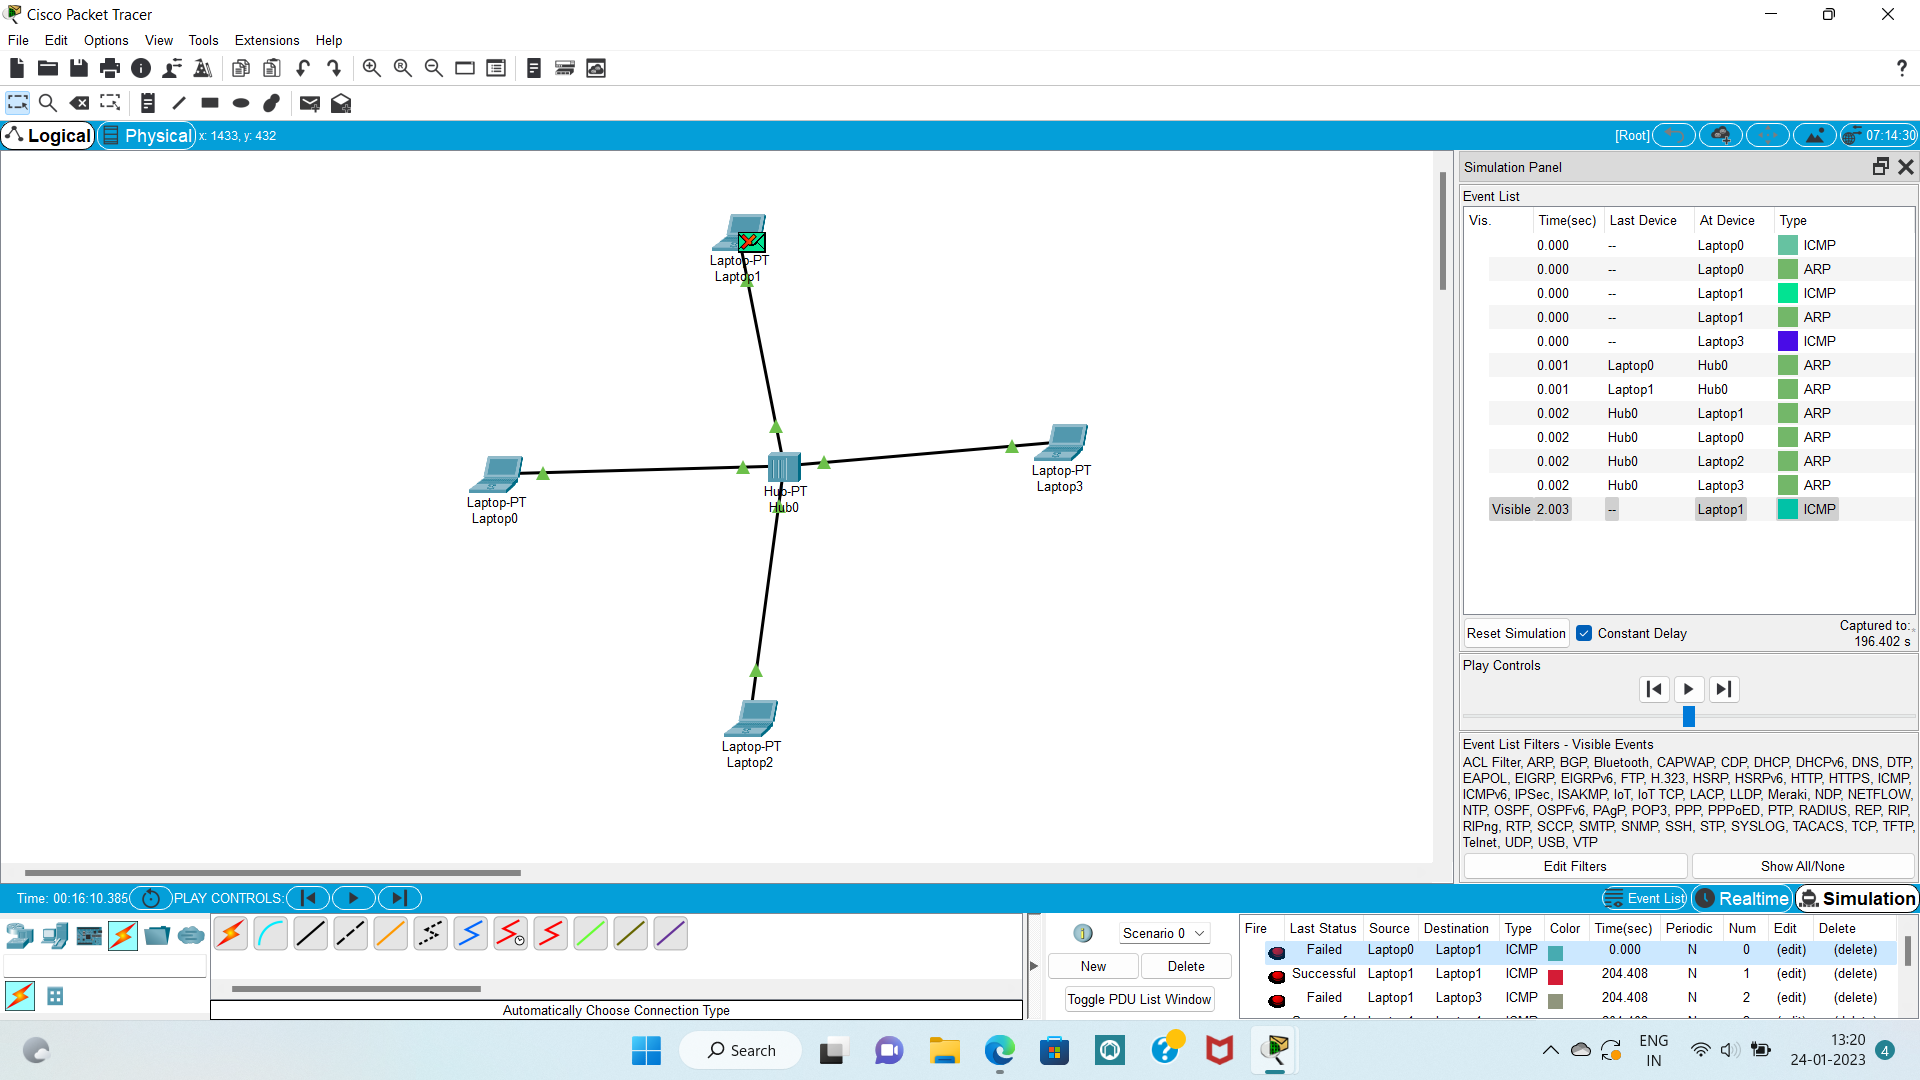 Cisco Packet Tracer
File Edit Options View Tools Extensions Help
?
Logical Physical x: 1433, y: 432 [Root] 07:14:30
Laptop-PT
Laptop1
Laptop-PT
Laptop3
Laptop-PT
Laptop0
Hub-PT
Hub0
Laptop-PT
Laptop2
Simulation Panel
Event List
Vis. Time(sec) Last Device At Device Type
0.000 -- Laptop0 ICMP
0.000 -- Laptop0 ARP
0.000 -- Laptop1 ICMP
0.000 -- Laptop1 ARP
0.000 -- Laptop3 ICMP
0.001 Laptop0 Hub0 ARP
0.001 Laptop1 Hub0 ARP
0.002 Hub0 Laptop1 ARP
0.002 Hub0 Laptop0 ARP
0.002 Hub0 Laptop2 ARP
0.002 Hub0 Laptop3 ARP
Visible 2.003 -- Laptop1 ICMP
Reset Simulation Constant Delay Captured to:
196.402 s
Play Controls
Event List Filters - Visible Events
ACL Filter, ARP, BGP, Bluetooth, CAPWAP, CDP, DHCP, DHCPv6, DNS, DTP,
EAPOL, EIGRP, EIGRPv6, FTP, H.323, HSRP, HSRPv6, HTTP, HTTPS, ICMP,
ICMPv6, IPSec, ISAKMP, IoT, IoT TCP, LACP, LLDP, Meraki, NDP, NETFLOW,
NTP, OSPF, OSPFv6, PAgP, POP3, PPP, PPPoED, PTP, RADIUS, REP, RIP,
RIPng, RTP, SCCP, SMTP, SNMP, SSH, STP, SYSLOG, TACACS, TCP, TFTP,
Telnet, UDP, USB, VTP
Edit Filters Show All/None
Time: 00:16:10.385 PLAY CONTROLS: Event List Realtime Simulation
Automatically Choose Connection Type
Scenario 0
New Delete
Toggle PDU List Window
Fire Last Status Source Destination Type Color Time(sec) Periodic Num Edit Delete
Failed Laptop0 Laptop1 ICMP 0.000 N 0 (edit) (delete)
Successful Laptop1 Laptop1 ICMP 204.408 N 1 (edit) (delete)
Failed Laptop1 Laptop3 ICMP 204.408 N 2 (edit) (delete)
Search
ENG
IN
13:20
24-01-2023
4